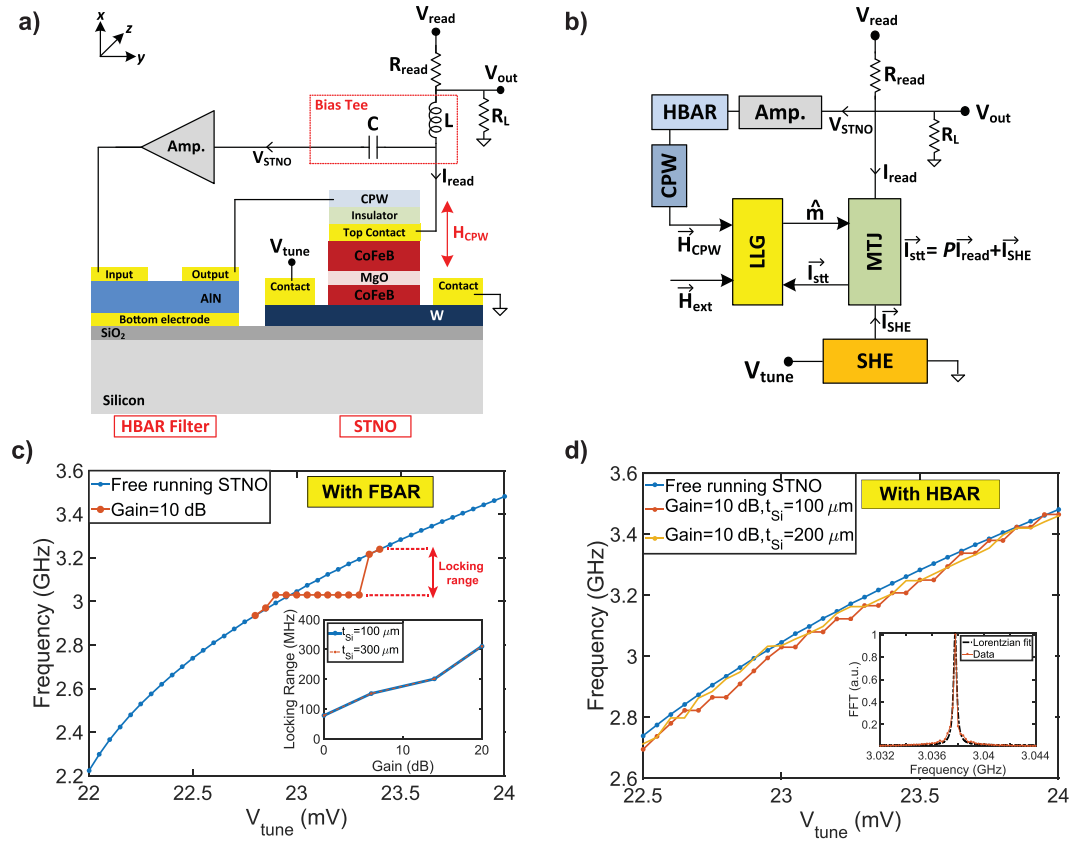 a)
x
z
y
V_read
R_read
V_out
Bias Tee
C
L
R_L
Amp.
V_STNO
I_read
CPW
Insulator
Top Contact
H_CPW
V_tune
CoFeB
Input
Output
Contact
MgO
Contact
AlN
CoFeB
Bottom electrode
W
SiO₂
Silicon
HBAR Filter
STNO
b)
V_read
R_read
HBAR
Amp.
V_STNO
V_out
R_L
CPW
I_read
H_CPW
LLG
m̂
MTJ
I_stt = PI_read+I_SHE
I_stt
H_ext
I_SHE
V_tune
SHE
c)
3.6
Free running STNO
Gain=10 dB
With FBAR
3.4
3.2
Locking
range
3
2.8
2.6
2.4
2.2
Frequency (GHz)
22
22.5
23
23.5
24
V_tune (mV)
400
t_Si=100 μm
t_Si=300 μm
300
200
100
0
Locking Range (MHz)
0
10
20
Gain (dB)
d)
3.6
Free running STNO
Gain=10 dB,t_Si=100 μm
Gain=10 dB,t_Si=200 μm
With HBAR
3.4
3.2
3
2.8
2.6
Frequency (GHz)
22.5
23
23.5
24
V_tune (mV)
1
Lorentzian fit
Data
0.8
0.6
0.4
0.2
FFT (a.u.)
3.032
3.036
3.04
3.044
Frequency (GHz)